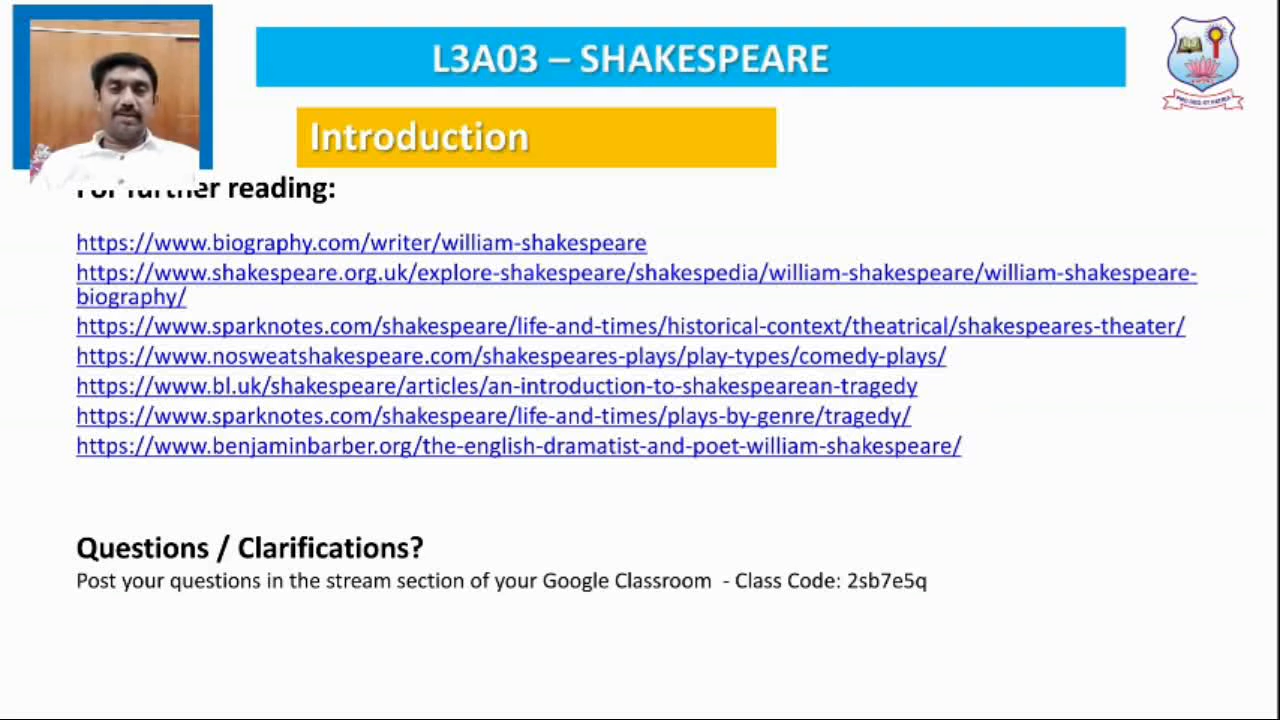 L3A03 – SHAKESPEARE
Introduction
For further reading:
https://www.biography.com/writer/william-shakespeare
https://www.shakespeare.org.uk/explore-shakespeare/shakespedia/william-shakespeare/william-shakespeare-
biography/
https://www.sparknotes.com/shakespeare/life-and-times/historical-context/theatrical/shakespeares-theater/
https://www.nosweatshakespeare.com/shakespeares-plays/play-types/comedy-plays/
https://www.bl.uk/shakespeare/articles/an-introduction-to-shakespearean-tragedy
https://www.sparknotes.com/shakespeare/life-and-times/plays-by-genre/tragedy/
https://www.benjaminbarber.org/the-english-dramatist-and-poet-william-shakespeare/
Questions / Clarifications?
Post your questions in the stream section of your Google Classroom - Class Code: 2sb7e5q